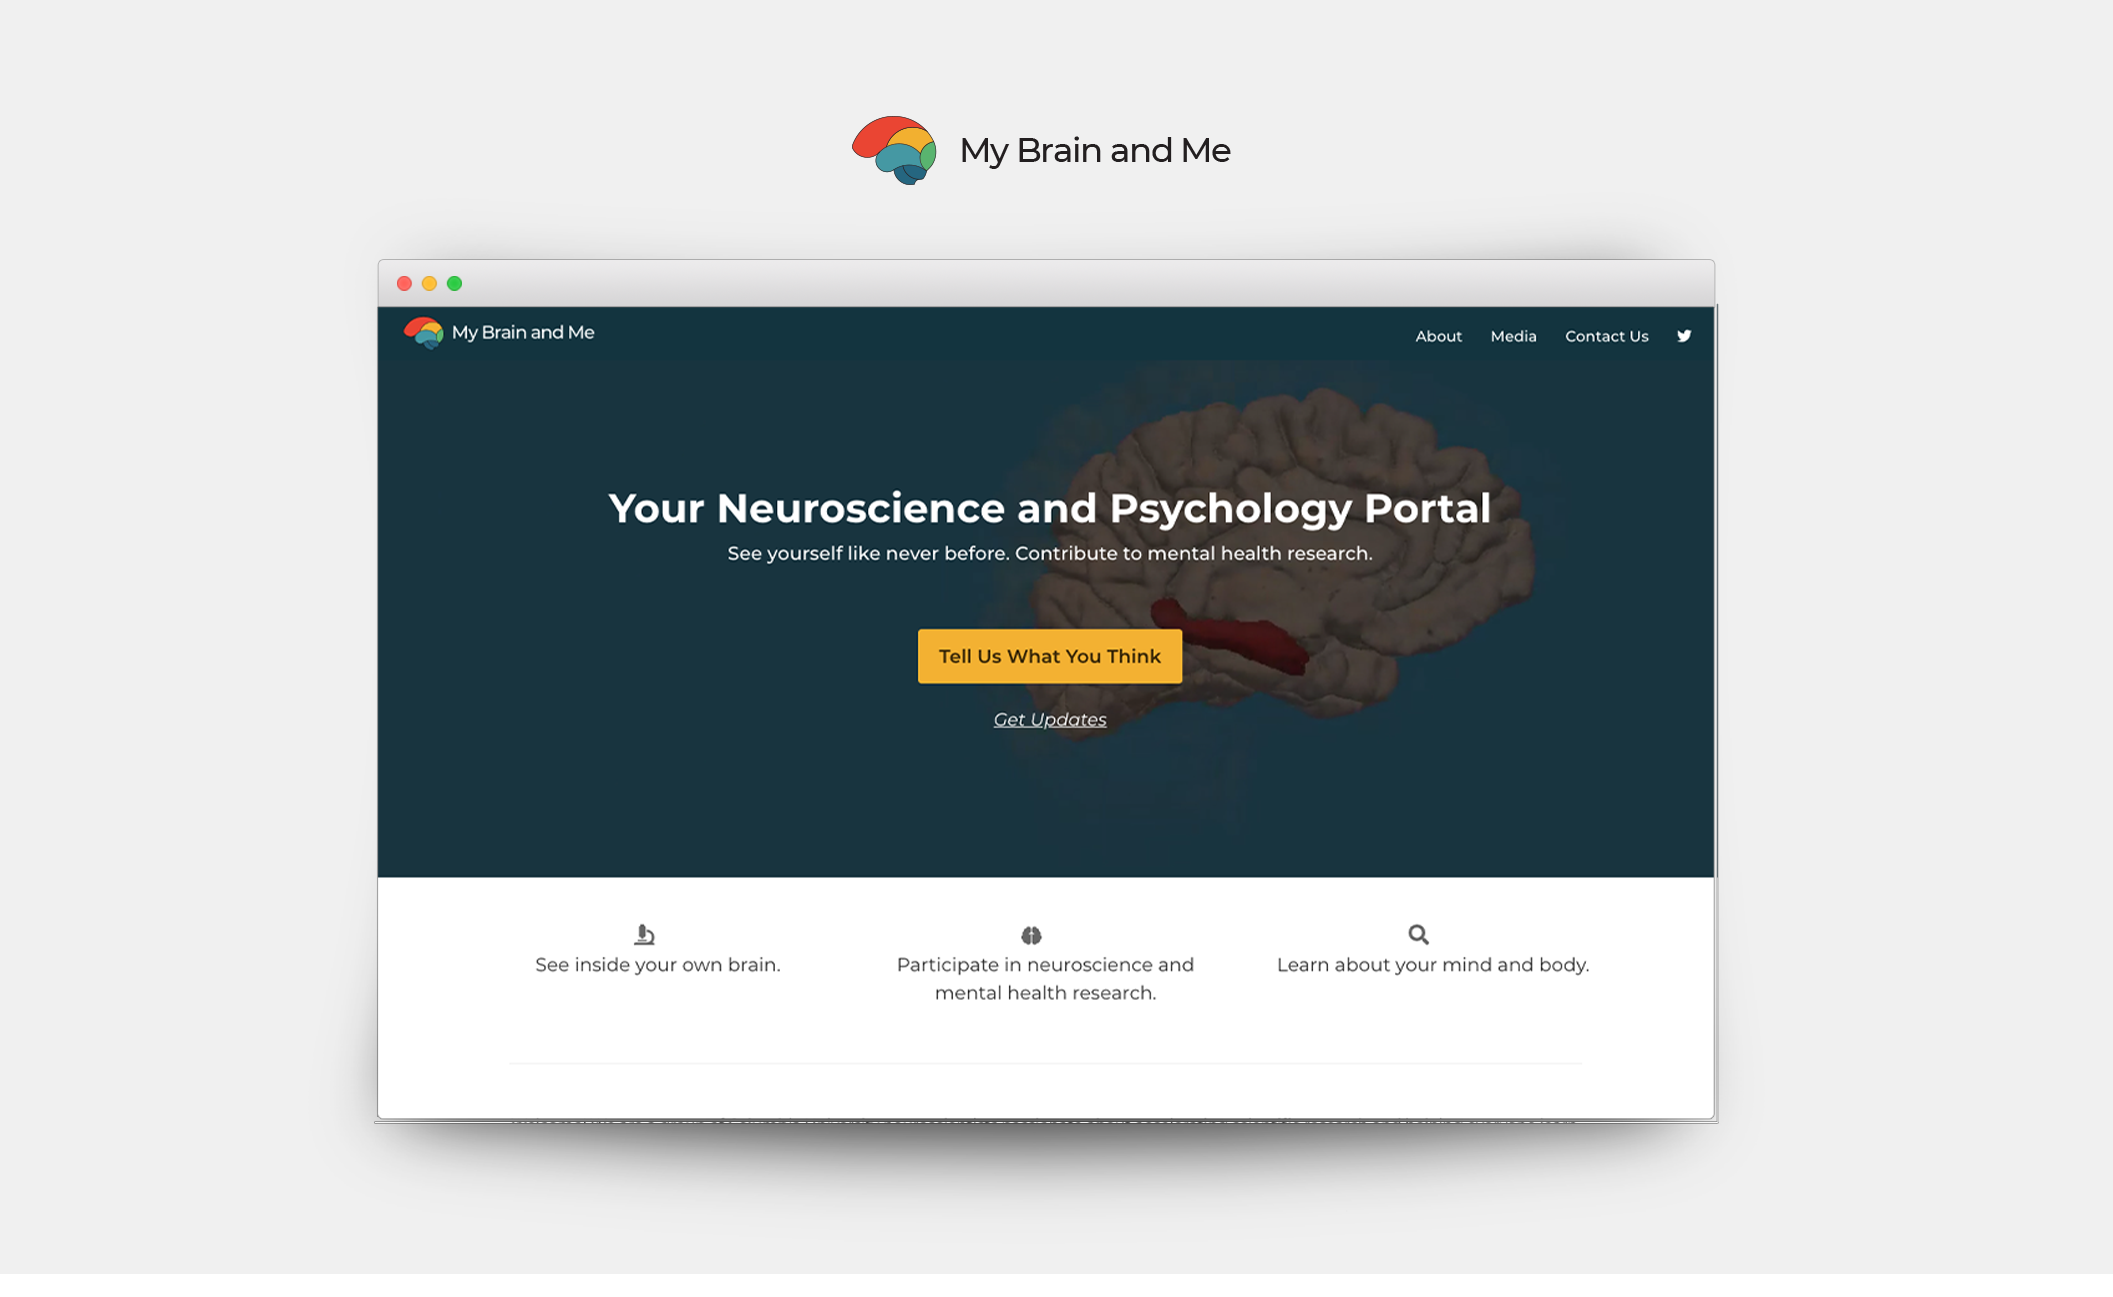 My Brain and Me
My Brain and Me
About Media Contact Us
Your Neuroscience and Psychology Portal
See yourself like never before. Contribute to mental health research.
Tell Us What You Think
Get Updates
See inside your own brain.
Participate in neuroscience and
mental health research.
Learn about your mind and body.